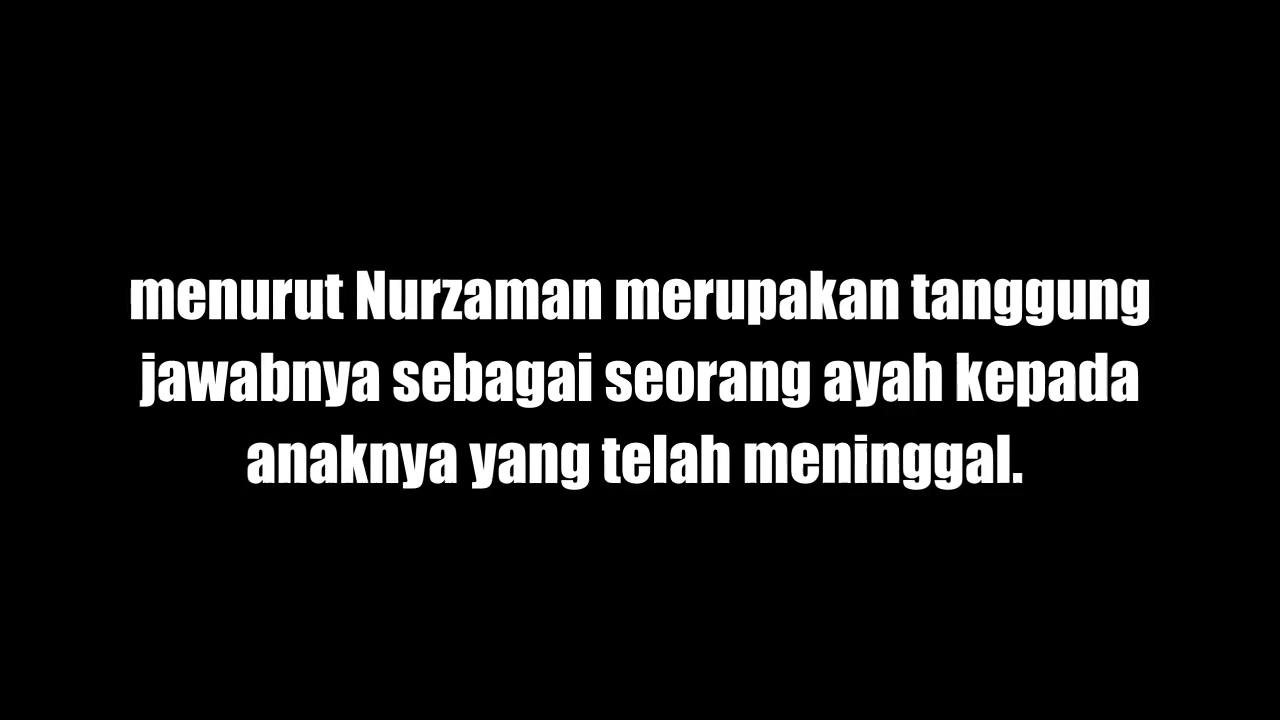 menurut Nurzaman merupakan tanggung
jawabnya sebagai seorang ayah kepada
anaknya yang telah meninggal.